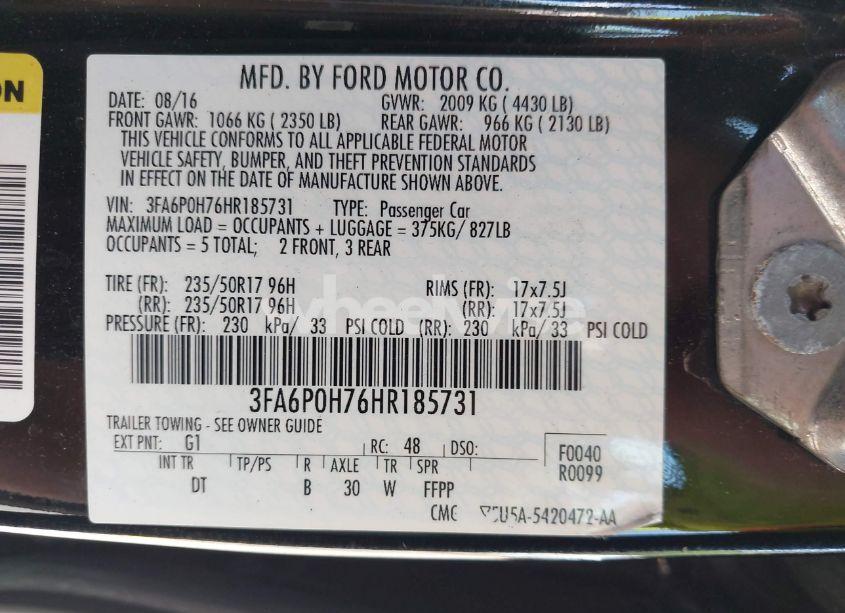 ON
MFD. BY FORD MOTOR CO.
DATE: 08/16 GVWR: 2009 KG ( 4430 LB)
FRONT GAWR: 1066 KG ( 2350 LB) REAR GAWR: 966 KG ( 2130 LB)
THIS VEHICLE CONFORMS TO ALL APPLICABLE FEDERAL MOTOR
VEHICLE SAFETY, BUMPER, AND THEFT PREVENTION STANDARDS
IN EFFECT ON THE DATE OF MANUFACTURE SHOWN ABOVE.
VIN: 3FA6P0H76HR185731 TYPE: Passenger Car
MAXIMUM LOAD = OCCUPANTS + LUGGAGE = 375KG/ 827LB
OCCUPANTS = 5 TOTAL; 2 FRONT, 3 REAR
TIRE (FR): 235/50R17 96H RIMS (FR): 17x7.5J
(RR): 235/50R17 96H (RR): 17x7.5J
PRESSURE (FR): 230 kPa/ 33 PSI COLD (RR): 230 kPa/ 33 PSI COLD
3FA6P0H76HR185731
TRAILER TOWING - SEE OWNER GUIDE
EXT PNT: G1 RC: 48 DSO: F0040
R0099
INT TR TP/PS R AXLE TR SPR
DT B 30 W FFPP
CMC 5U5A-5420472-AA
wheelwire